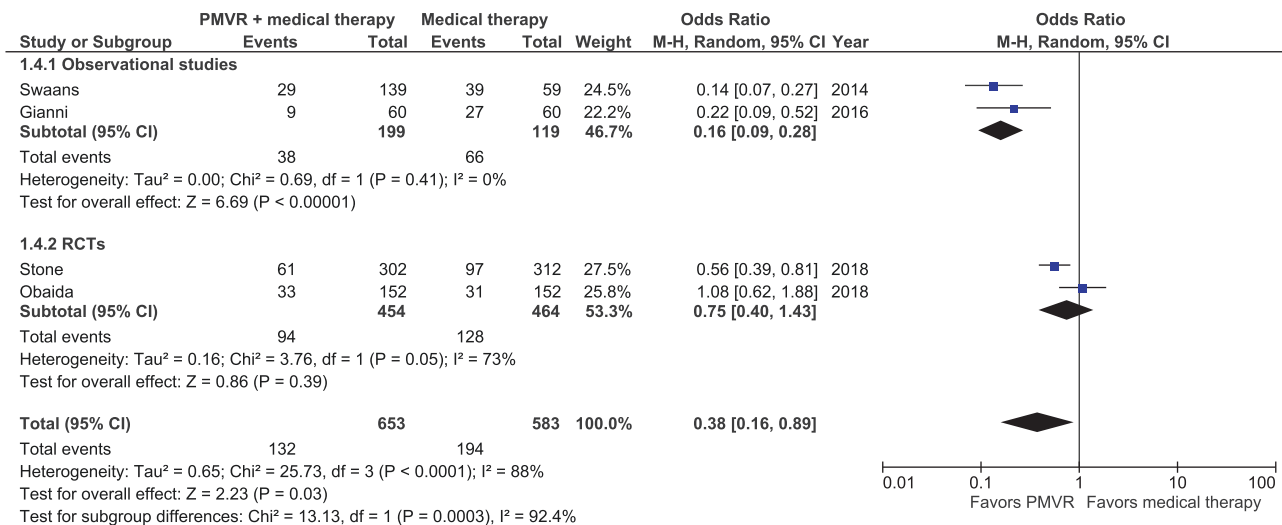 PMVR + medical therapy Medical therapy Odds Ratio Odds Ratio
Study or Subgroup Events Total Events Total Weight M-H, Random, 95% CI Year M-H, Random, 95% CI
1.4.1 Observational studies
Swaans 29 139 39 59 24.5% 0.14 [0.07, 0.27] 2014
Gianni 9 60 27 60 22.2% 0.22 [0.09, 0.52] 2016
Subtotal (95% CI) 199 119 46.7% 0.16 [0.09, 0.28]
Total events 38 66
Heterogeneity: Tau² = 0.00; Chi² = 0.69, df = 1 (P = 0.41); I² = 0%
Test for overall effect: Z = 6.69 (P < 0.00001)
1.4.2 RCTs
Stone 61 302 97 312 27.5% 0.56 [0.39, 0.81] 2018
Obaida 33 152 31 152 25.8% 1.08 [0.62, 1.88] 2018
Subtotal (95% CI) 454 464 53.3% 0.75 [0.40, 1.43]
Total events 94 128
Heterogeneity: Tau² = 0.16; Chi² = 3.76, df = 1 (P = 0.05); I² = 73%
Test for overall effect: Z = 0.86 (P = 0.39)
Total (95% CI) 653 583 100.0% 0.38 [0.16, 0.89]
Total events 132 194
Heterogeneity: Tau² = 0.65; Chi² = 25.73, df = 3 (P < 0.0001); I² = 88%
Test for overall effect: Z = 2.23 (P = 0.03)
Test for subgroup differences: Chi² = 13.13, df = 1 (P = 0.0003), I² = 92.4%
0.01 0.1 1 10 100
Favors PMVR Favors medical therapy